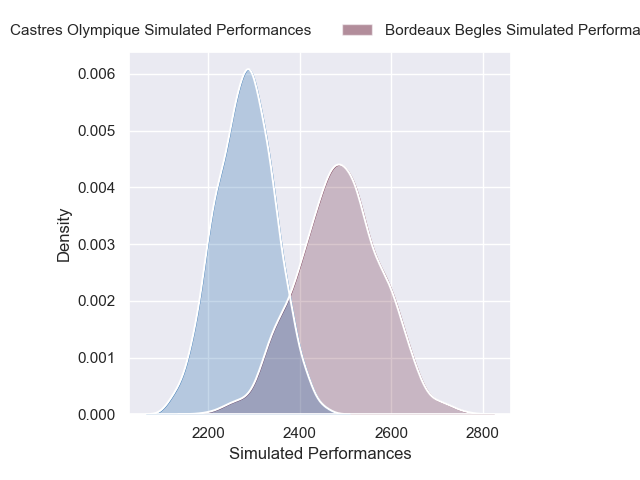 Castres Olympique Simulated Performances
Bordeaux Begles Simulated Performa
0.006
0.005
0.004
0.003
0.002
0.001
0.000
Density
2200
2400
2600
2800
Simulated Performances